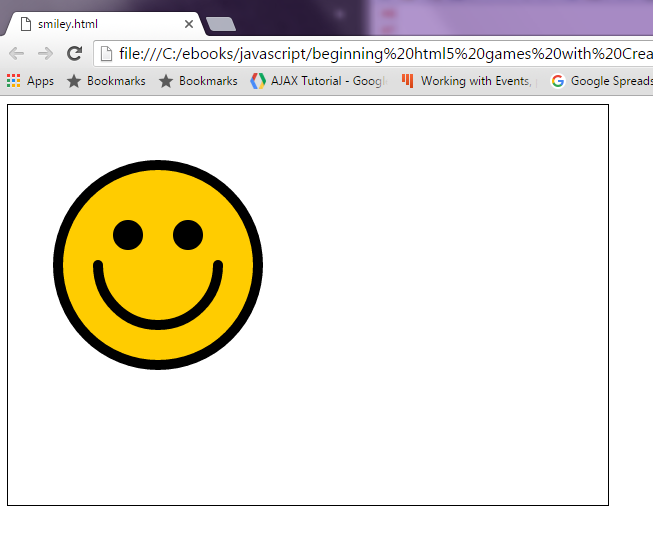 smiley.html
file:///C:/ebooks/javascript/beginning%20html5%20games%20with%20Crea
Apps Bookmarks Bookmarks AJAX Tutorial - Googl Working with Events, Google Spreads